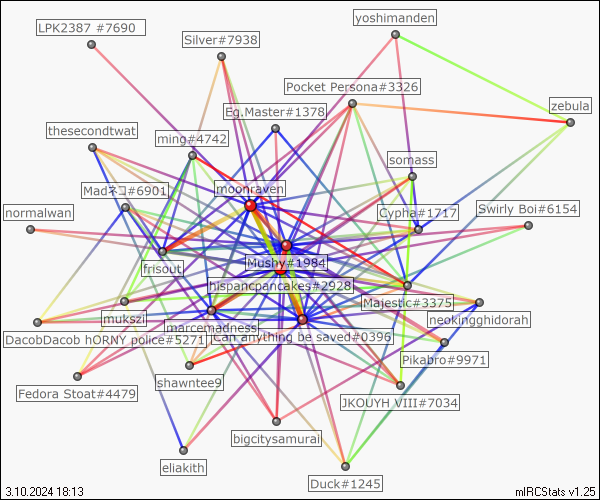 yoshimanden
LPK2387 #7690
Silver#7938
Pocket Persona#3326
zebula
Eg.Master#1378
thesecondtwat
ming#4742
somass
moonraven
Madネコ#6901
normalwan
Cypha#1717
Swirly Boi#6154
Mushy#1984
frisout
hispancpancakes#2928
Majestic#3375
mukszi
neokingghidorah
marcemadness
DacobDacob hORNY police#5271
Can anything be saved#0396
Pikabro#9971
shawntee9
Fedora Stoat#4479
JKOUYH VIII#7034
bigcitysamurai
eliakith
Duck#1245
3.10.2024 18:13
mIRCStats v1.25